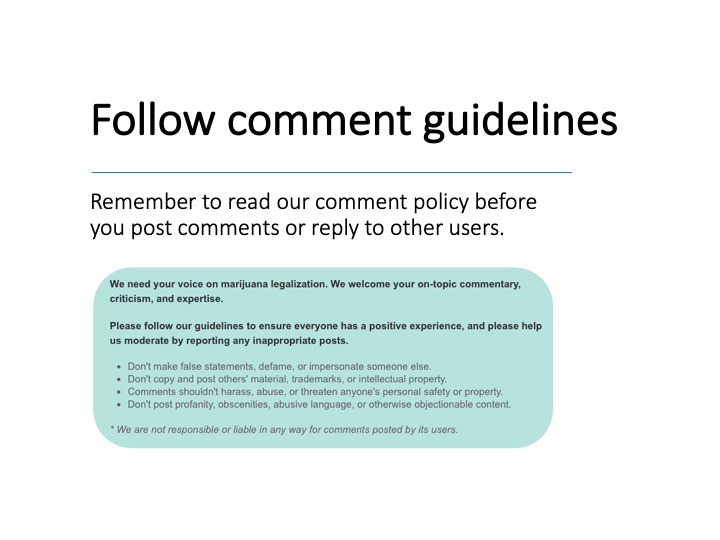 Follow comment guidelines
Remember to read our comment policy before
you post comments or reply to other users.
We need your voice on marijuana legalization. We welcome your on-topic commentary,
criticism, and expertise.
Please follow our guidelines to ensure everyone has a positive experience, and please help
us moderate by reporting any inappropriate posts.
▪ Don't make false statements, defame, or impersonate someone else.
▪ Don't copy and post others' material, trademarks, or intellectual property.
▪ Comments shouldn't harass, abuse, or threaten anyone's personal safety or property.
▪ Don't post profanity, obscenities, abusive language, or otherwise objectionable content.
* We are not responsible or liable in any way for comments posted by its users.